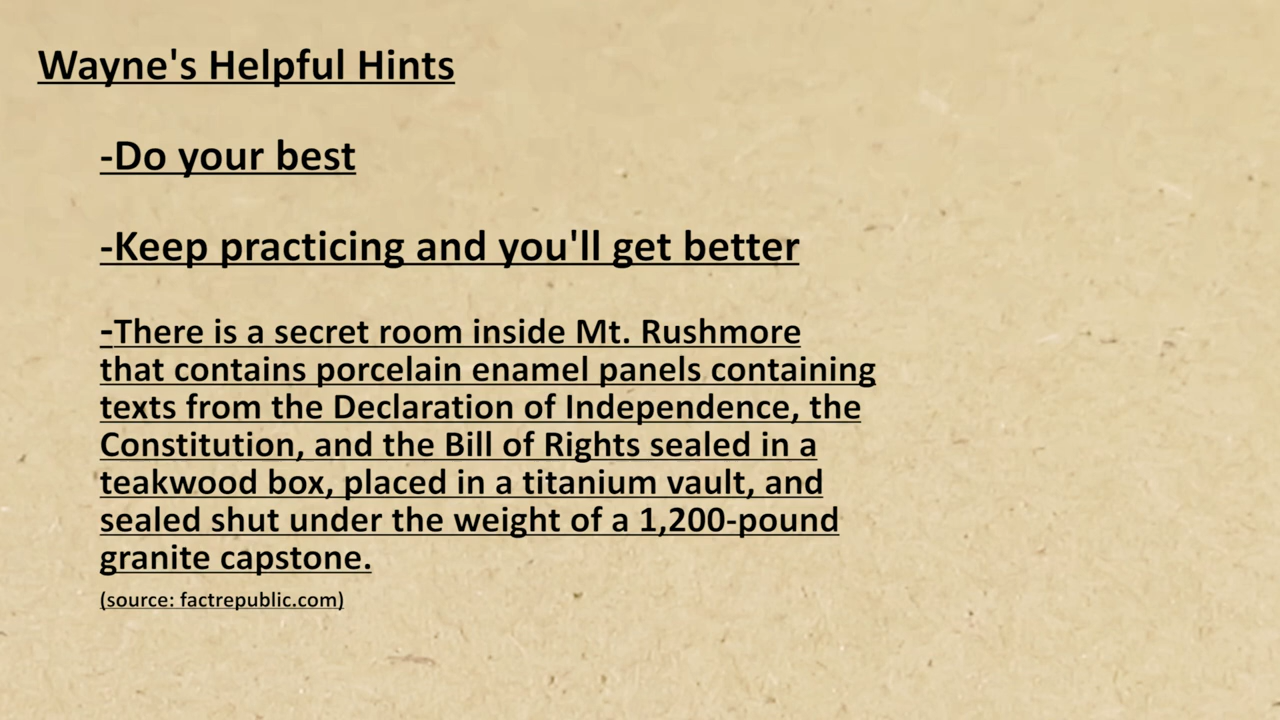 Wayne's Helpful Hints
-Do your best
-Keep practicing and you'll get better
-There is a secret room inside Mt. Rushmore
that contains porcelain enamel panels containing
texts from the Declaration of Independence, the
Constitution, and the Bill of Rights sealed in a
teakwood box, placed in a titanium vault, and
sealed shut under the weight of a 1,200-pound
granite capstone.
(source: factrepublic.com)